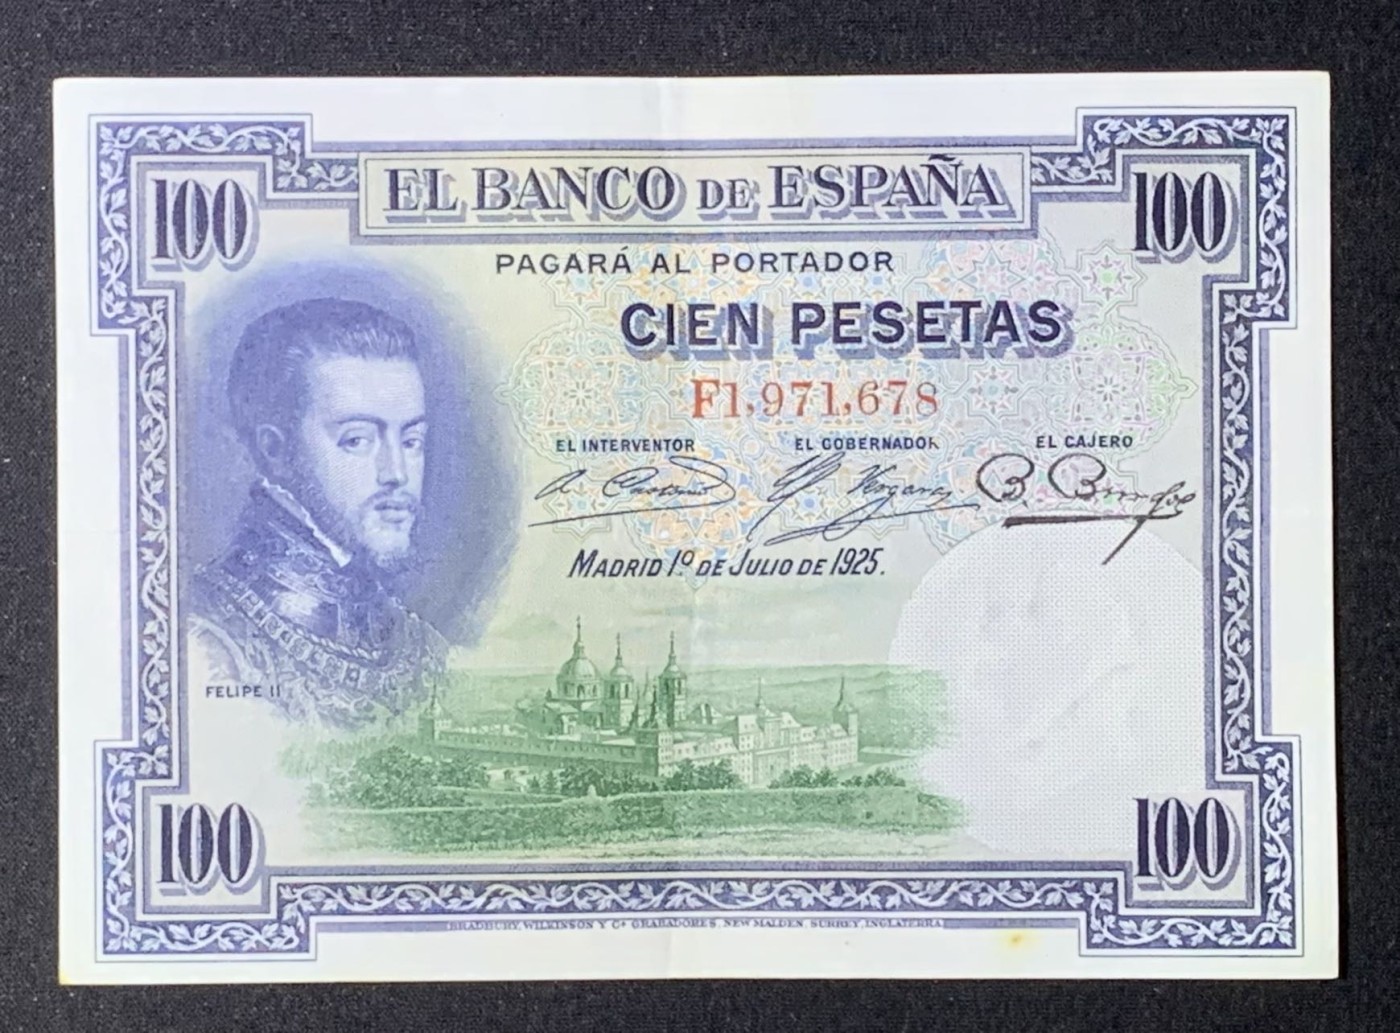 100 EL BANCO DE ESPAÑA 100
PAGARÁ AL PORTADOR
CIEN PESETAS
F1,971,678
EL INTERVENTOR EL GOBERNADOR EL CAJERO
MADRID 1º DE JULIO DE 1925.
FELIPE II
100 100
BRADBURY, WILKINSON Y Cª GRABADORES, NEW MALDEN, SURREY, INGLATERRA